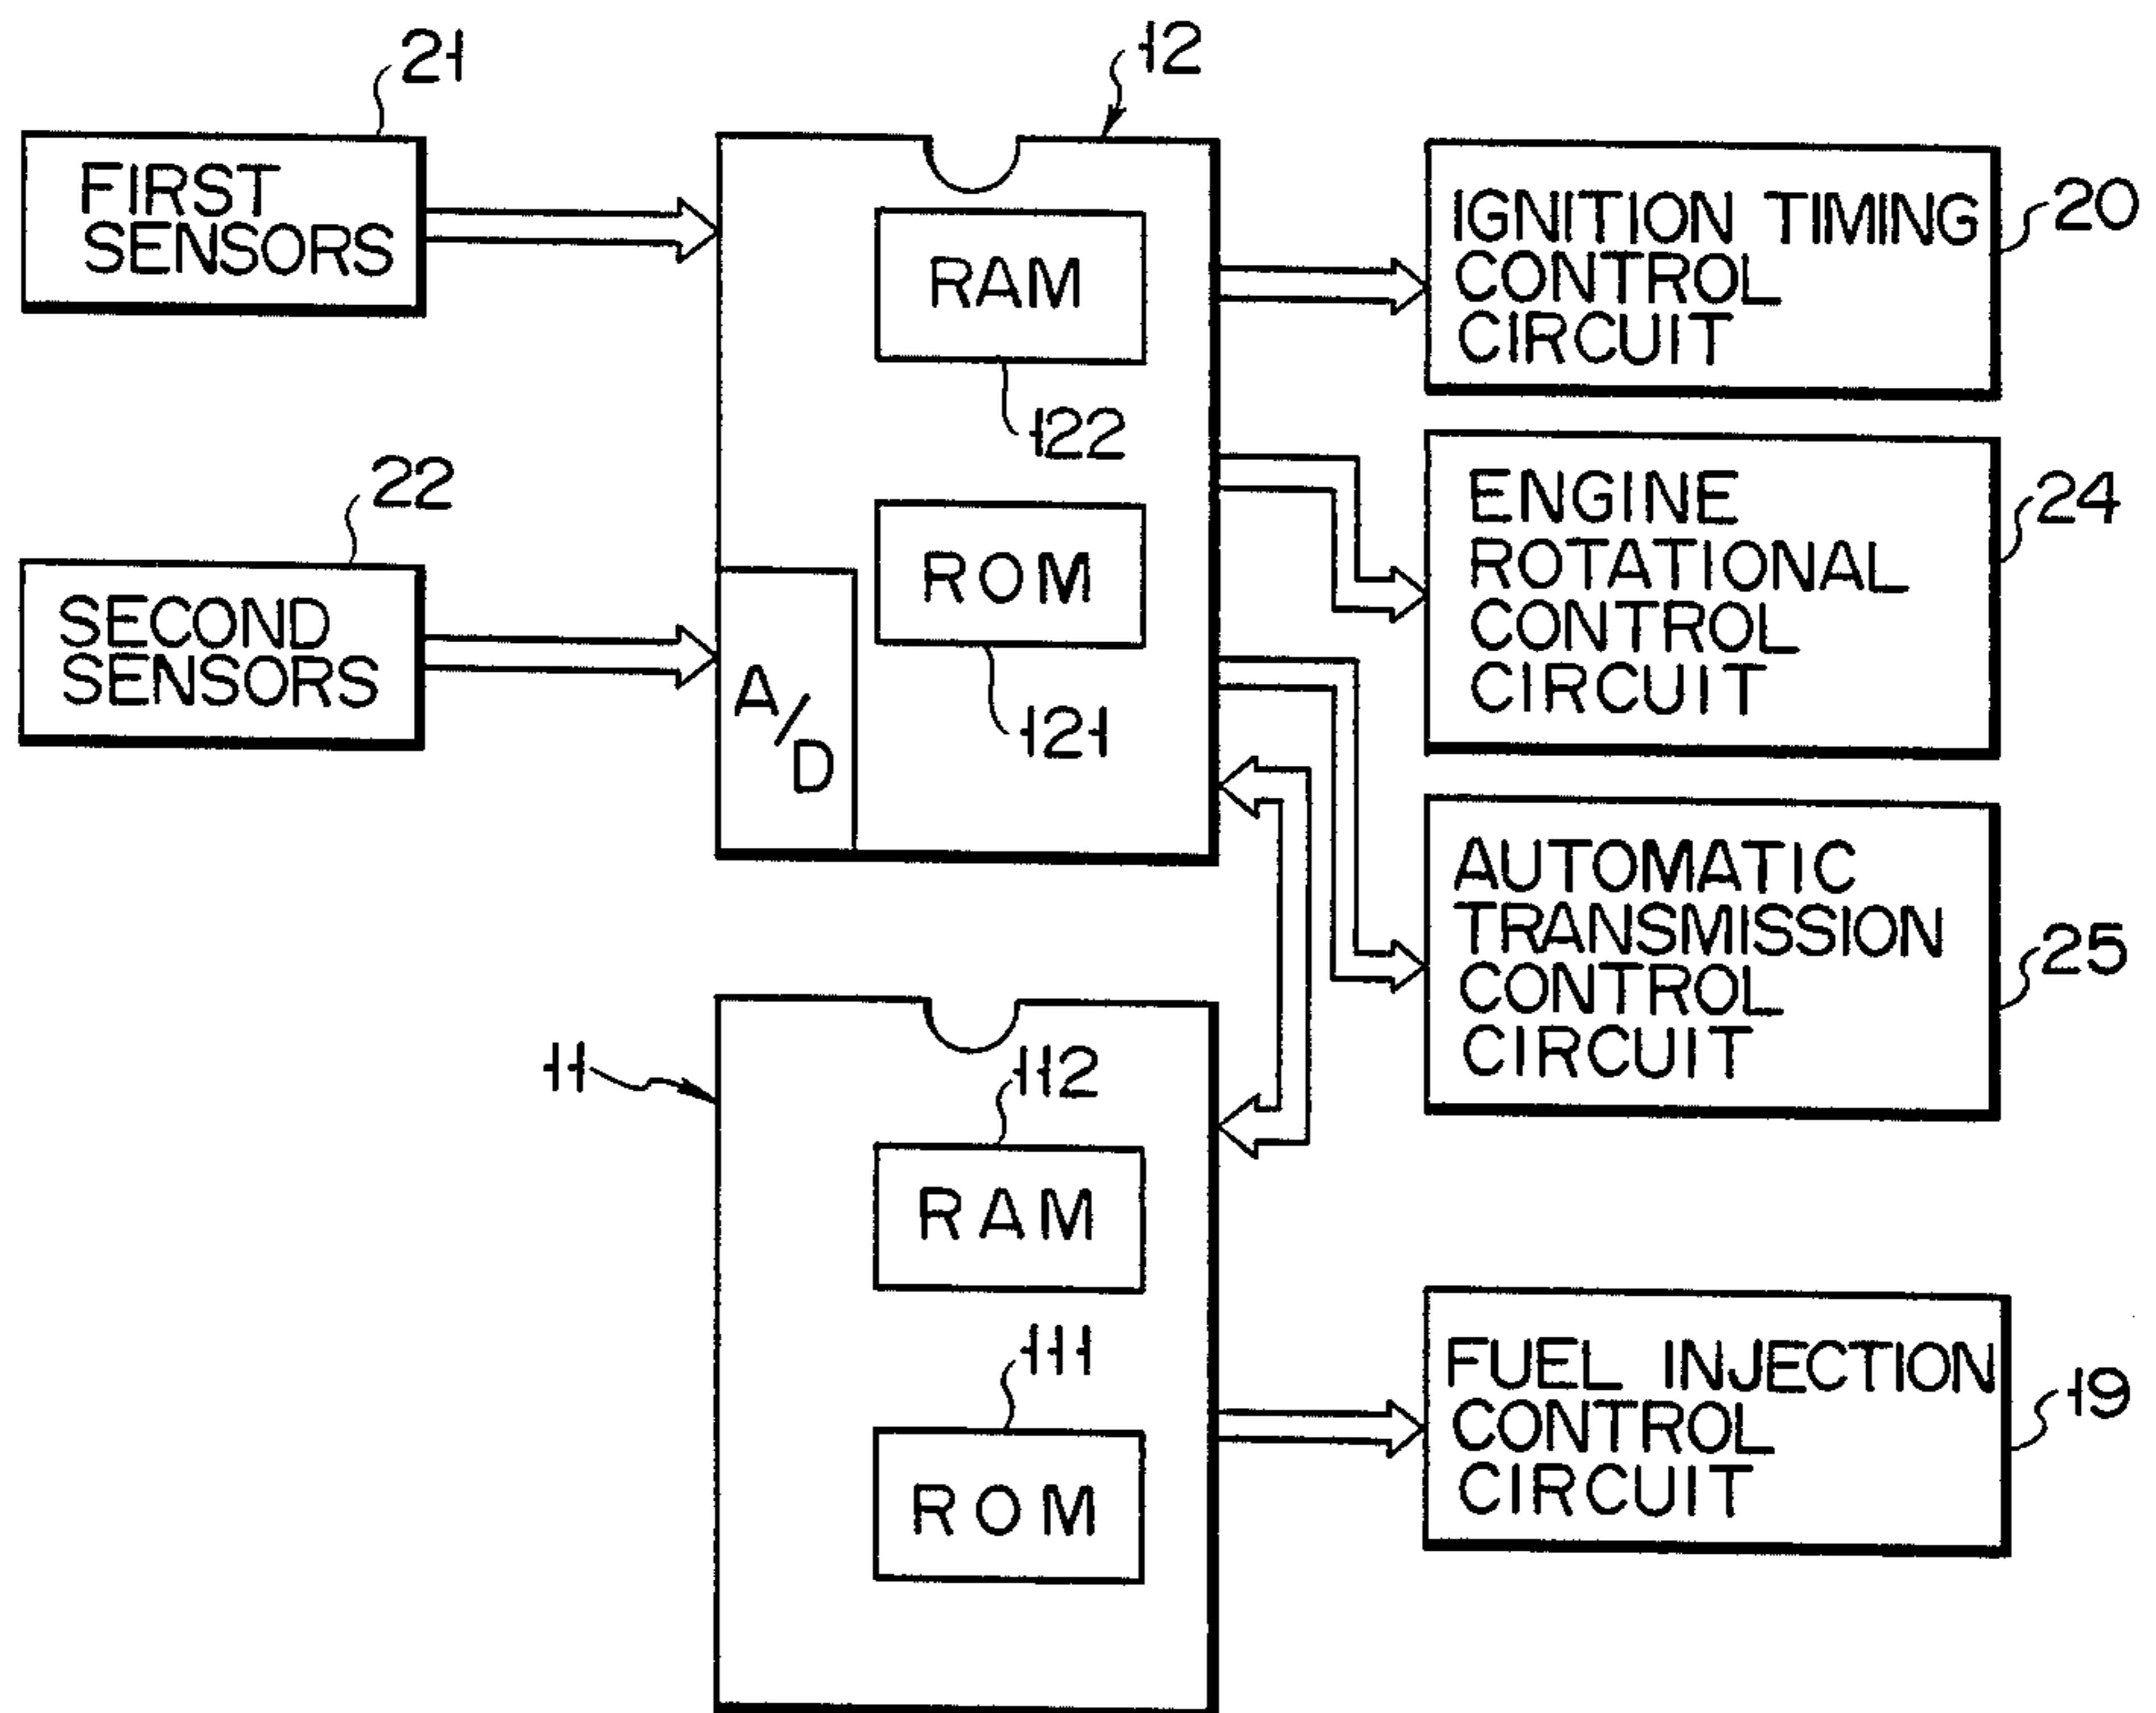 21
FIRST
SENSORS
12
RAM
122
IGNITION TIMING
CONTROL
CIRCUIT
20
22
SECOND
SENSORS
ROM
121
A/D
ENGINE
ROTATIONAL
CONTROL
CIRCUIT
24
AUTOMATIC
TRANSMISSION
CONTROL
CIRCUIT
25
11
112
RAM
111
ROM
FUEL INJECTION
CONTROL
CIRCUIT
19